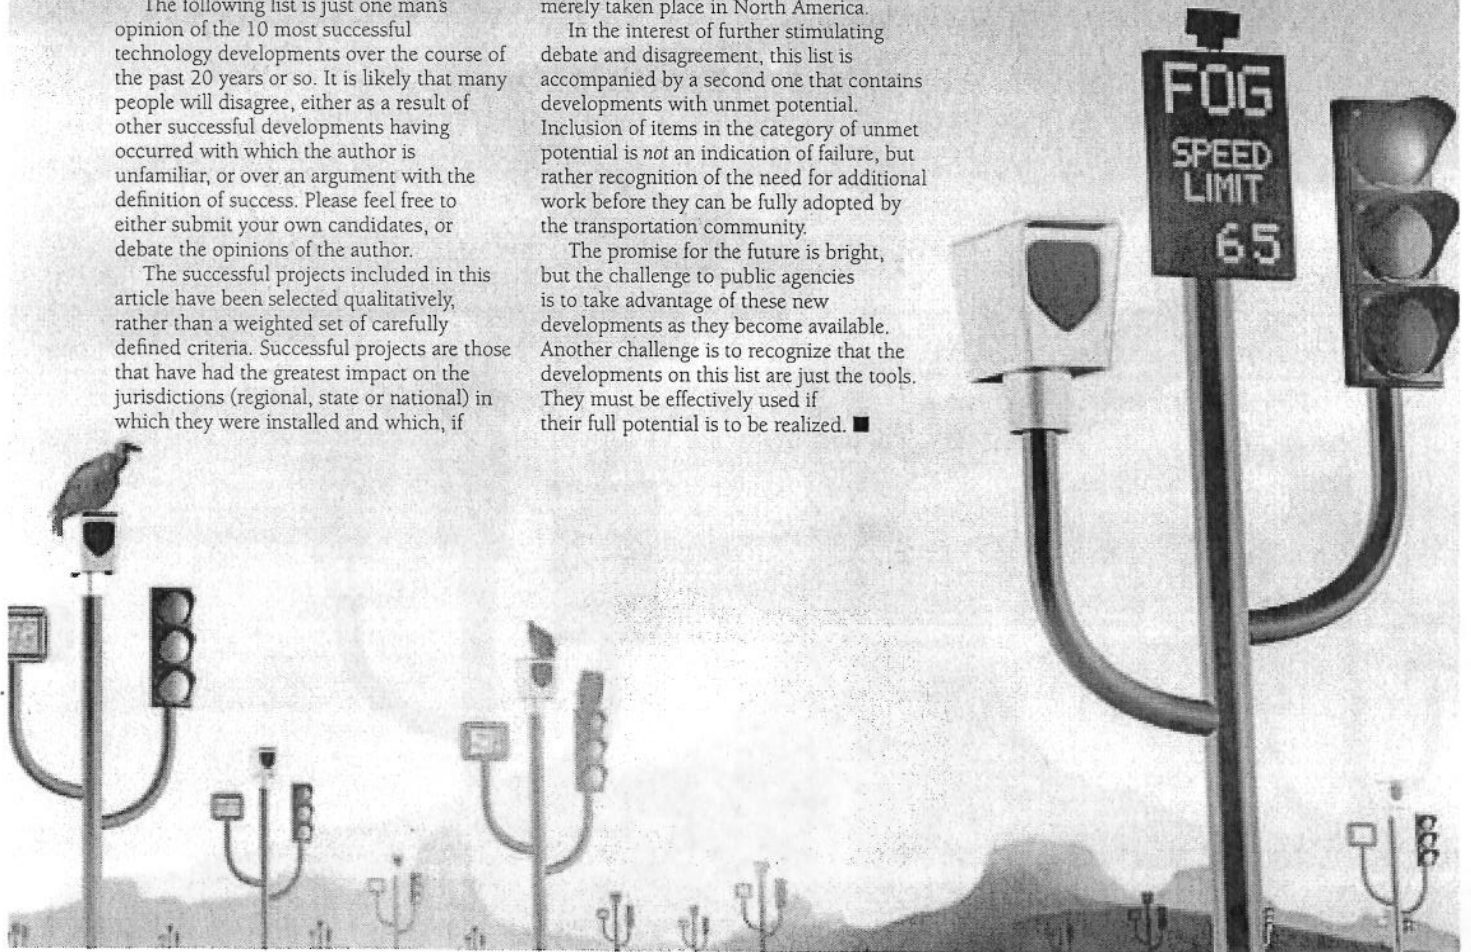 The following list is just one man's
opinion of the 10 most successful
technology developments over the course of
the past 20 years or so. It is likely that many
people will disagree, either as a result of
other successful developments having
occurred with which the author is
unfamiliar, or over an argument with the
definition of success. Please feel free to
either submit your own candidates, or
debate the opinions of the author.
The successful projects included in this
article have been selected qualitatively,
rather than a weighted set of carefully
defined criteria. Successful projects are those
that have had the greatest impact on the
jurisdictions (regional, state or national) in
which they were installed and which, if
merely taken place in North America.
In the interest of further stimulating
debate and disagreement, this list is
accompanied by a second one that contains
developments with unmet potential.
Inclusion of items in the category of unmet
potential is not an indication of failure, but
rather recognition of the need for additional
work before they can be fully adopted by
the transportation community.
The promise for the future is bright,
but the challenge to public agencies
is to take advantage of these new
developments as they become available.
Another challenge is to recognize that the
developments on this list are just the tools.
They must be effectively used if
their full potential is to be realized. ■
FOG
SPEED
LIMIT
65